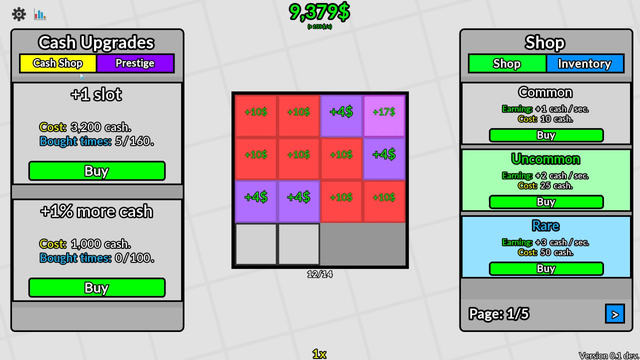 9,379$
Cash Upgrades
Cash Shop
Prestige
+1 slot
Cost: 3,200 cash.
Bought times: 5/160.
Buy
+1% more cash
Cost: 1,000 cash.
Bought times: 0/100.
Buy
+10$ +10$ +4$ +17$
+10$ +10$ +10$ +4$
+4$ +4$ +10$ +10$
12/14
1x
Shop
Shop
Inventory
Common
Earning: +1 cash / sec.
Cost: 10 cash.
Buy
Uncommon
Earning: +2 cash / sec.
Cost: 25 cash.
Buy
Rare
Earning: +3 cash / sec.
Cost: 50 cash.
Buy
Page: 1/5
>
Version 0.1 dev.